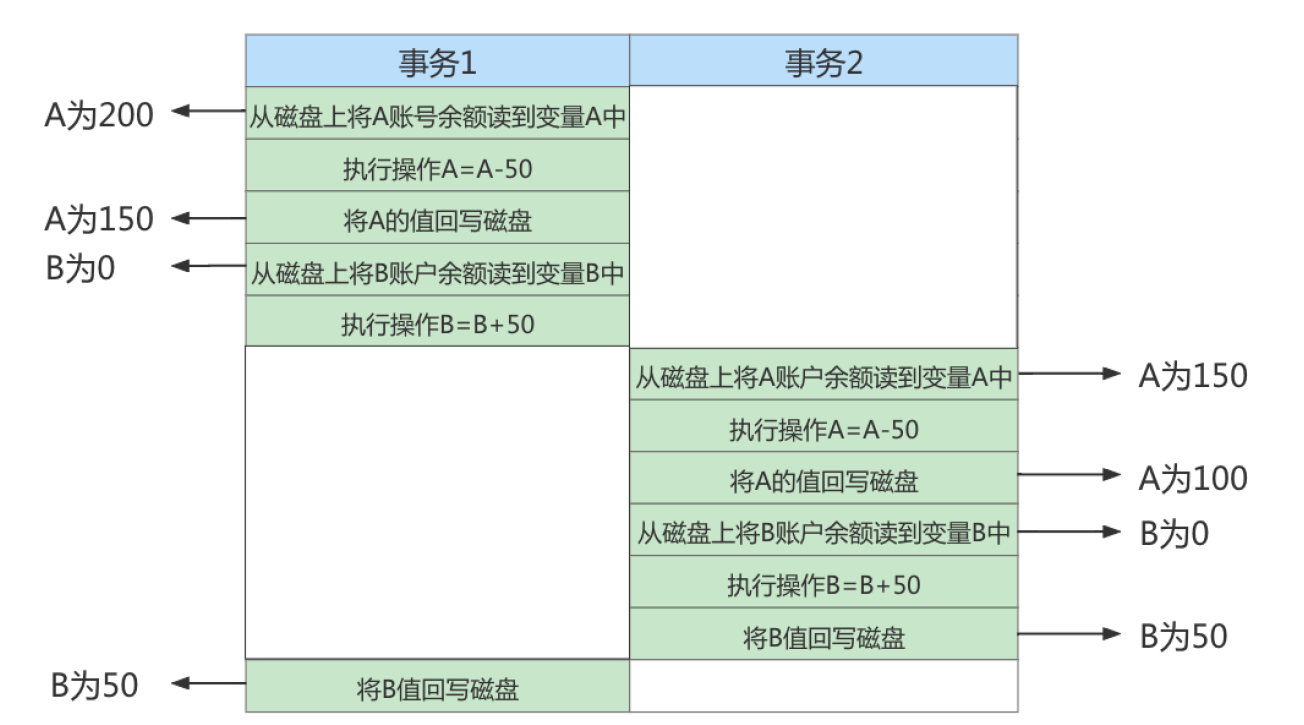 事务1
事务2
A为200
从磁盘上将A账号余额读到变量A中
执行操作A=A-50
A为150
将A的值回写磁盘
B为0
从磁盘上将B账户余额读到变量B中
执行操作B=B+50
从磁盘上将A账户余额读到变量A中
A为150
执行操作A=A-50
将A的值回写磁盘
A为100
从磁盘上将B账户余额读到变量B中
B为0
执行操作B=B+50
将B值回写磁盘
B为50
B为50
将B值回写磁盘